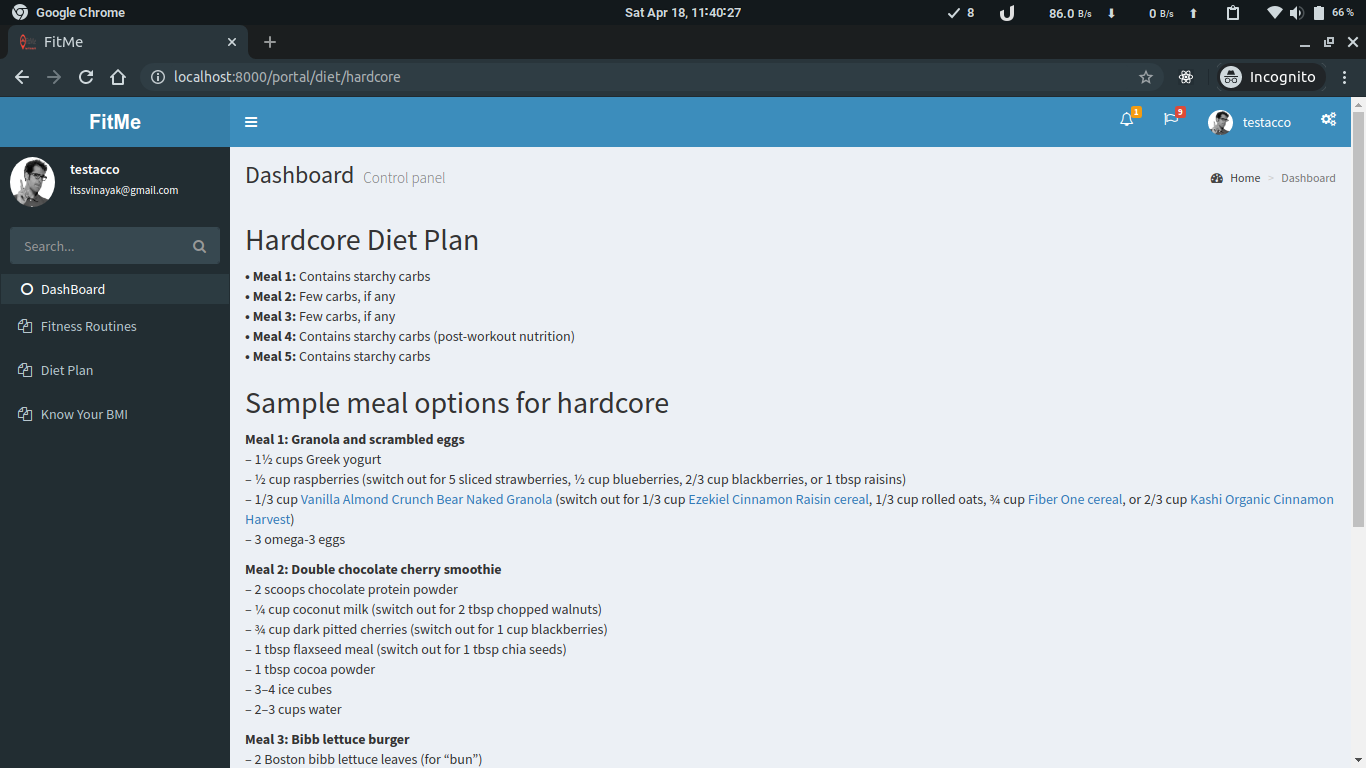 Google Chrome
Sat Apr 18, 11:40:27
8
86.0 B/s
0 B/s
66 %
FitMe
localhost:8000/portal/diet/hardcore
Incognito
FitMe
1
9
testacco
testacco
itssvinayak@gmail.com
Search...
DashBoard
Fitness Routines
Diet Plan
Know Your BMI
Dashboard Control panel
Home > Dashboard
Hardcore Diet Plan
• Meal 1: Contains starchy carbs
• Meal 2: Few carbs, if any
• Meal 3: Few carbs, if any
• Meal 4: Contains starchy carbs (post-workout nutrition)
• Meal 5: Contains starchy carbs
Sample meal options for hardcore
Meal 1: Granola and scrambled eggs
– 1½ cups Greek yogurt
– ½ cup raspberries (switch out for 5 sliced strawberries, ½ cup blueberries, 2/3 cup blackberries, or 1 tbsp raisins)
– 1/3 cup Vanilla Almond Crunch Bear Naked Granola (switch out for 1/3 cup Ezekiel Cinnamon Raisin cereal, 1/3 cup rolled oats, ¾ cup Fiber One cereal, or 2/3 cup Kashi Organic Cinnamon
Harvest)
– 3 omega-3 eggs
Meal 2: Double chocolate cherry smoothie
– 2 scoops chocolate protein powder
– ¼ cup coconut milk (switch out for 2 tbsp chopped walnuts)
– ¾ cup dark pitted cherries (switch out for 1 cup blackberries)
– 1 tbsp flaxseed meal (switch out for 1 tbsp chia seeds)
– 1 tbsp cocoa powder
– 3–4 ice cubes
– 2–3 cups water
Meal 3: Bibb lettuce burger
– 2 Boston bibb lettuce leaves (for “bun”)